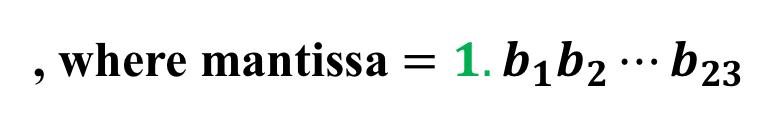 , where mantissa = 1. b₁b₂ ⋯ b₂₃